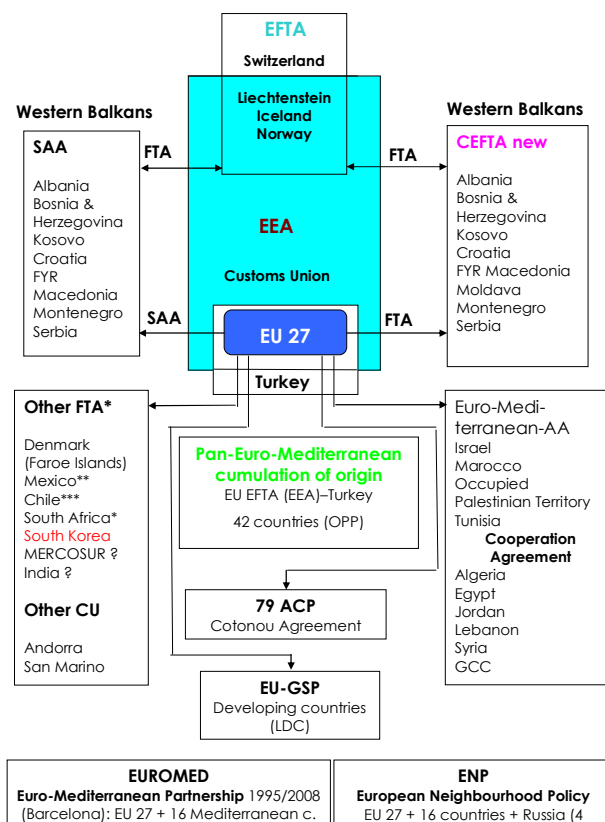 EFTA
Switzerland
Liechtenstein
Iceland
Norway
Western Balkans
SAA
Albania
Bosnia &
Herzegovina
Kosovo
Croatia
FYR
Macedonia
Montenegro
Serbia
FTA
FTA
Western Balkans
CEFTA new
Albania
Bosnia &
Herzegovina
Kosovo
Croatia
FYR Macedonia
Moldava
Montenegro
Serbia
EEA
Customs Union
SAA
EU 27
FTA
Turkey
Other FTA*
Denmark
(Faroe Islands)
Mexico**
Chile***
South Africa*
South Korea
MERCOSUR ?
India ?
Other CU
Andorra
San Marino
Pan-Euro-Mediterranean
cumulation of origin
EU EFTA (EEA)–Turkey
42 countries (OPP)
Euro-Medi-
terranean-AA
Israel
Marocco
Occupied
Palestinian Territory
Tunisia
Cooperation
Agreement
Algeria
Egypt
Jordan
Lebanon
Syria
GCC
79 ACP
Cotonou Agreement
EU-GSP
Developing countries
(LDC)
EUROMED
Euro-Mediterranean Partnership 1995/2008
(Barcelona): EU 27 + 16 Mediterranean c.
ENP
European Neighbourhood Policy
EU 27 + 16 countries + Russia (4